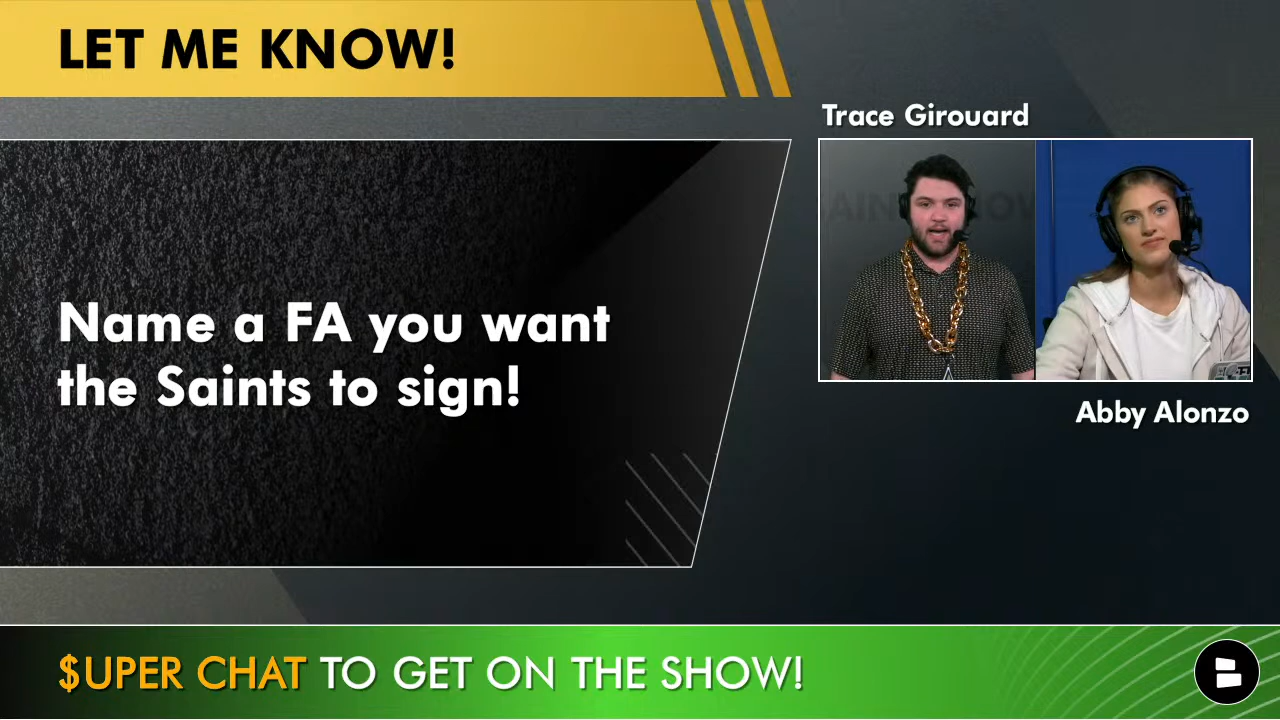 LET ME KNOW!
Trace Girouard
Name a FA you want
the Saints to sign!
Abby Alonzo
$UPER CHAT TO GET ON THE SHOW!